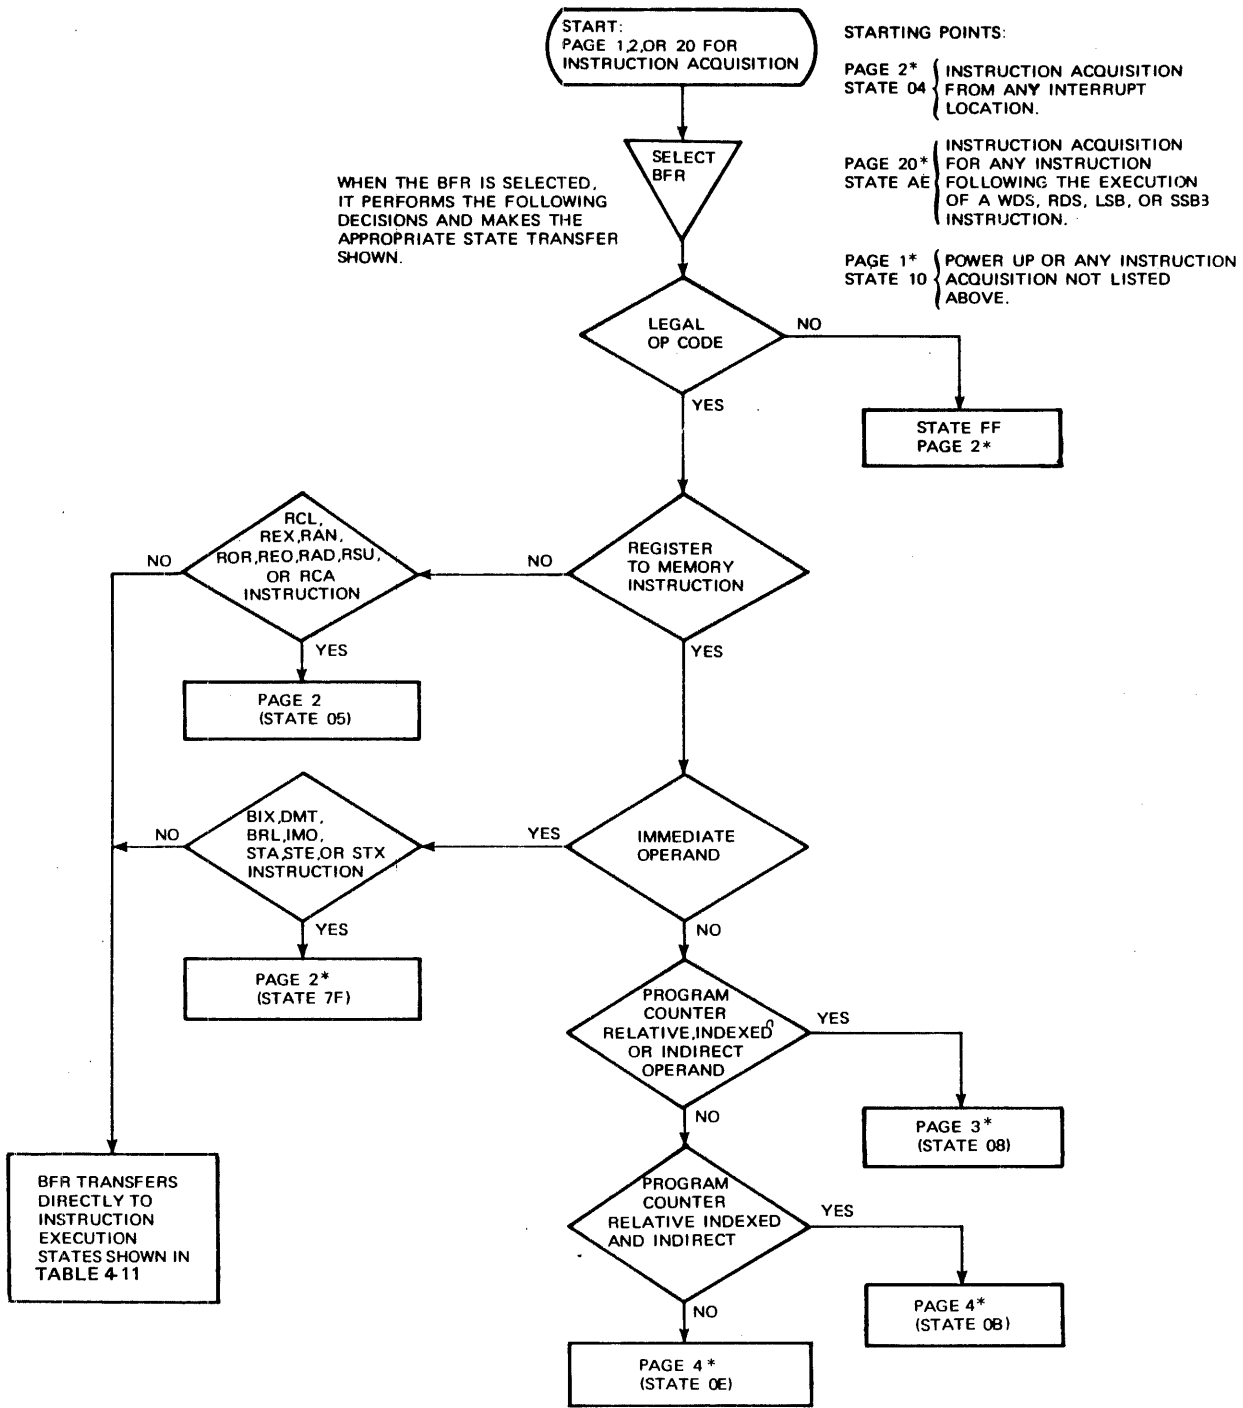 START:
PAGE 1,2,OR 20 FOR
INSTRUCTION ACQUISITION
STARTING POINTS:
PAGE 2*
STATE 04
INSTRUCTION ACQUISITION
FROM ANY INTERRUPT
LOCATION.
PAGE 20*
STATE AE
INSTRUCTION ACQUISITION
FOR ANY INSTRUCTION
FOLLOWING THE EXECUTION
OF A WDS, RDS, LSB, OR SSB3
INSTRUCTION.
PAGE 1*
STATE 10
POWER UP OR ANY INSTRUCTION
ACQUISITION NOT LISTED
ABOVE.
SELECT
BFR
WHEN THE BFR IS SELECTED,
IT PERFORMS THE FOLLOWING
DECISIONS AND MAKES THE
APPROPRIATE STATE TRANSFER
SHOWN.
LEGAL
OP CODE
NO
YES
STATE FF
PAGE 2*
REGISTER
TO MEMORY
INSTRUCTION
NO
YES
RCL,
REX,RAN,
ROR,REO,RAD,RSU,
OR RCA
INSTRUCTION
NO
YES
PAGE 2
(STATE 05)
IMMEDIATE
OPERAND
YES
NO
BIX,DMT,
BRL,IMO,
STA,STE,OR STX
INSTRUCTION
NO
YES
PAGE 2*
(STATE 7F)
PROGRAM
COUNTER
RELATIVE,INDEXED
OR INDIRECT
OPERAND
YES
NO
PAGE 3*
(STATE 08)
PROGRAM
COUNTER
RELATIVE INDEXED
AND INDIRECT
YES
NO
PAGE 4*
(STATE 0B)
PAGE 4*
(STATE 0E)
BFR TRANSFERS
DIRECTLY TO
INSTRUCTION
EXECUTION
STATES SHOWN IN
TABLE 4-11